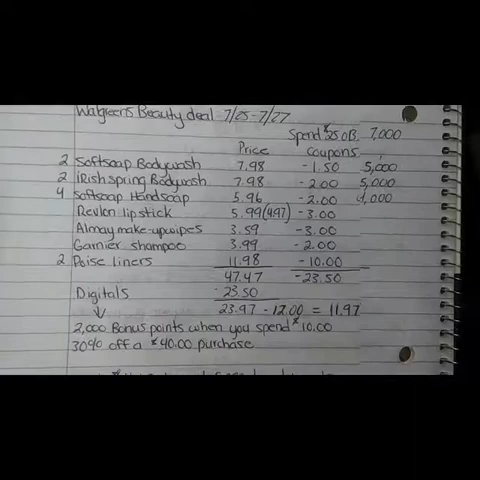 Walgreens Beauty deal 7/25-7/27
Spend $25 OB 7,000
Price Coupons
2 Softsoap Bodywash 7.98 -1.50 5,000
2 irish spring Bodywash 7.98 -2.00 5,000
4 Softsoap Handsoap 5.96 -2.00 4,000
Revlon lipstick 5.99(4.97) -3.00
Almay make-up wipes 3.59 -3.00
Garnier shampoo 3.99 -2.00
2 Poise liners 11.98 -10.00
47.47 -23.50
Digitals -23.50
23.97 - 12.00 = 11.97
2,000 Bonus points when you spend $10.00
30% off a $40.00 purchase